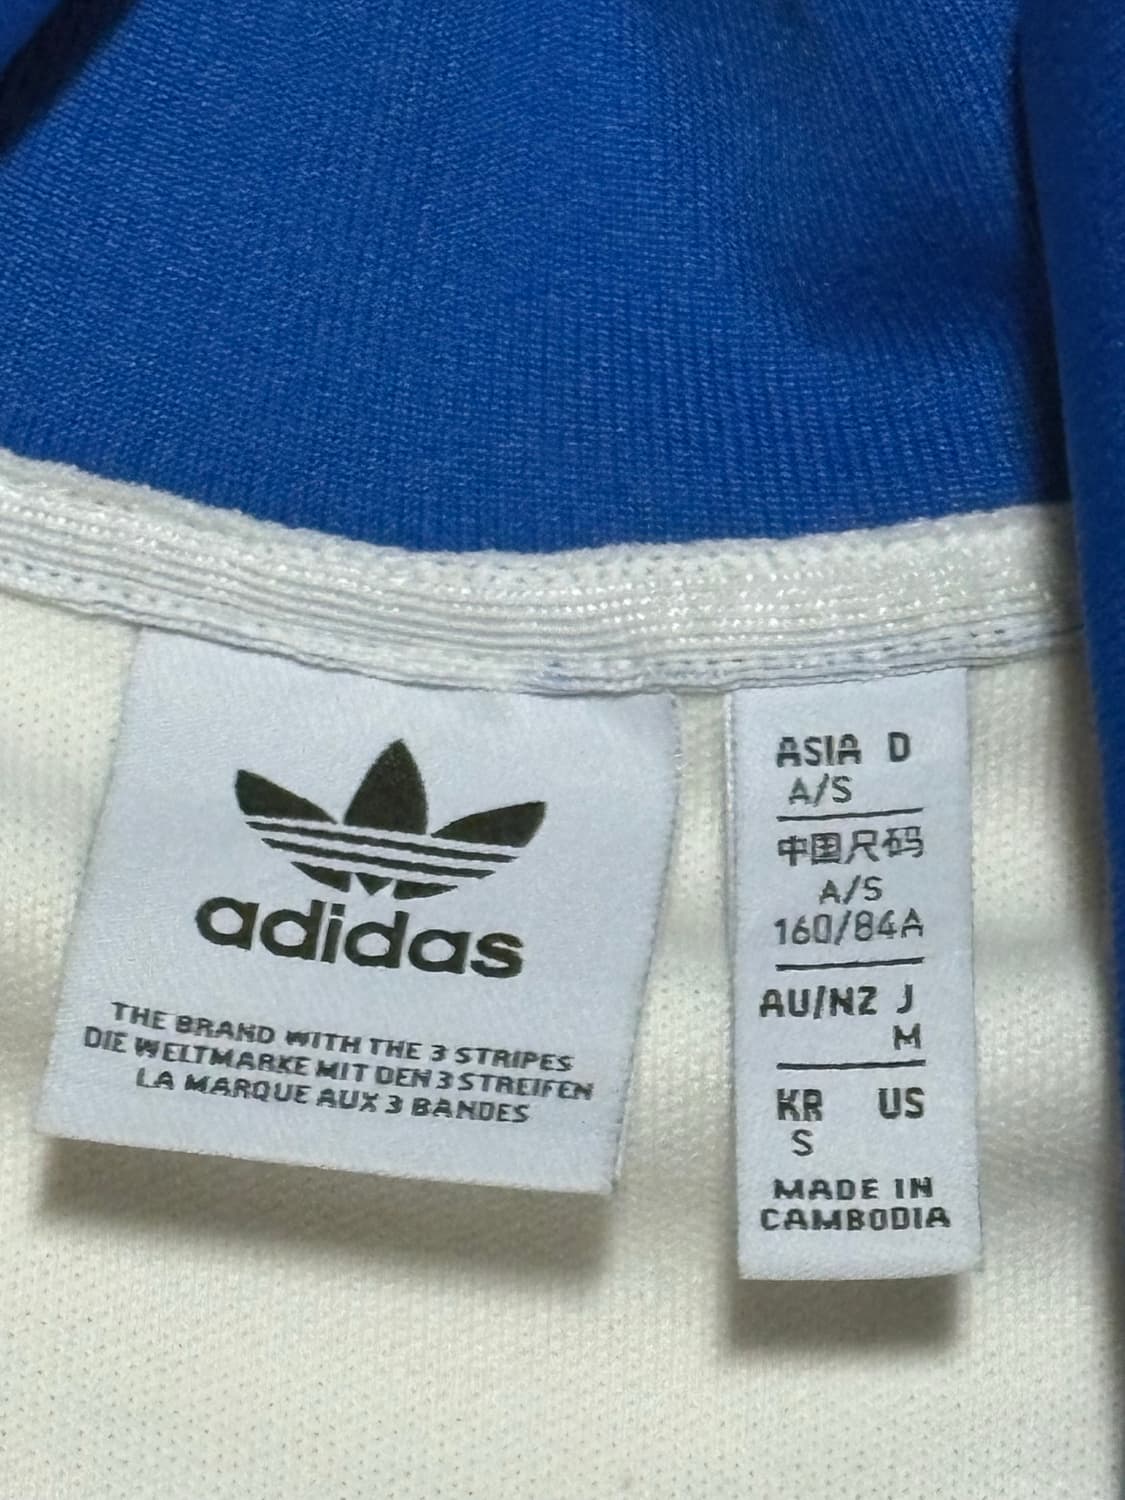 adidas
THE BRAND WITH THE 3 STRIPES
DIE WELTMARKE MIT DEN 3 STREIFEN
LA MARQUE AUX 3 BANDES
ASIA D
A/S
中国尺码
A/S
160/84A
AU/NZ J
M
KR US
S
MADE IN
CAMBODIA